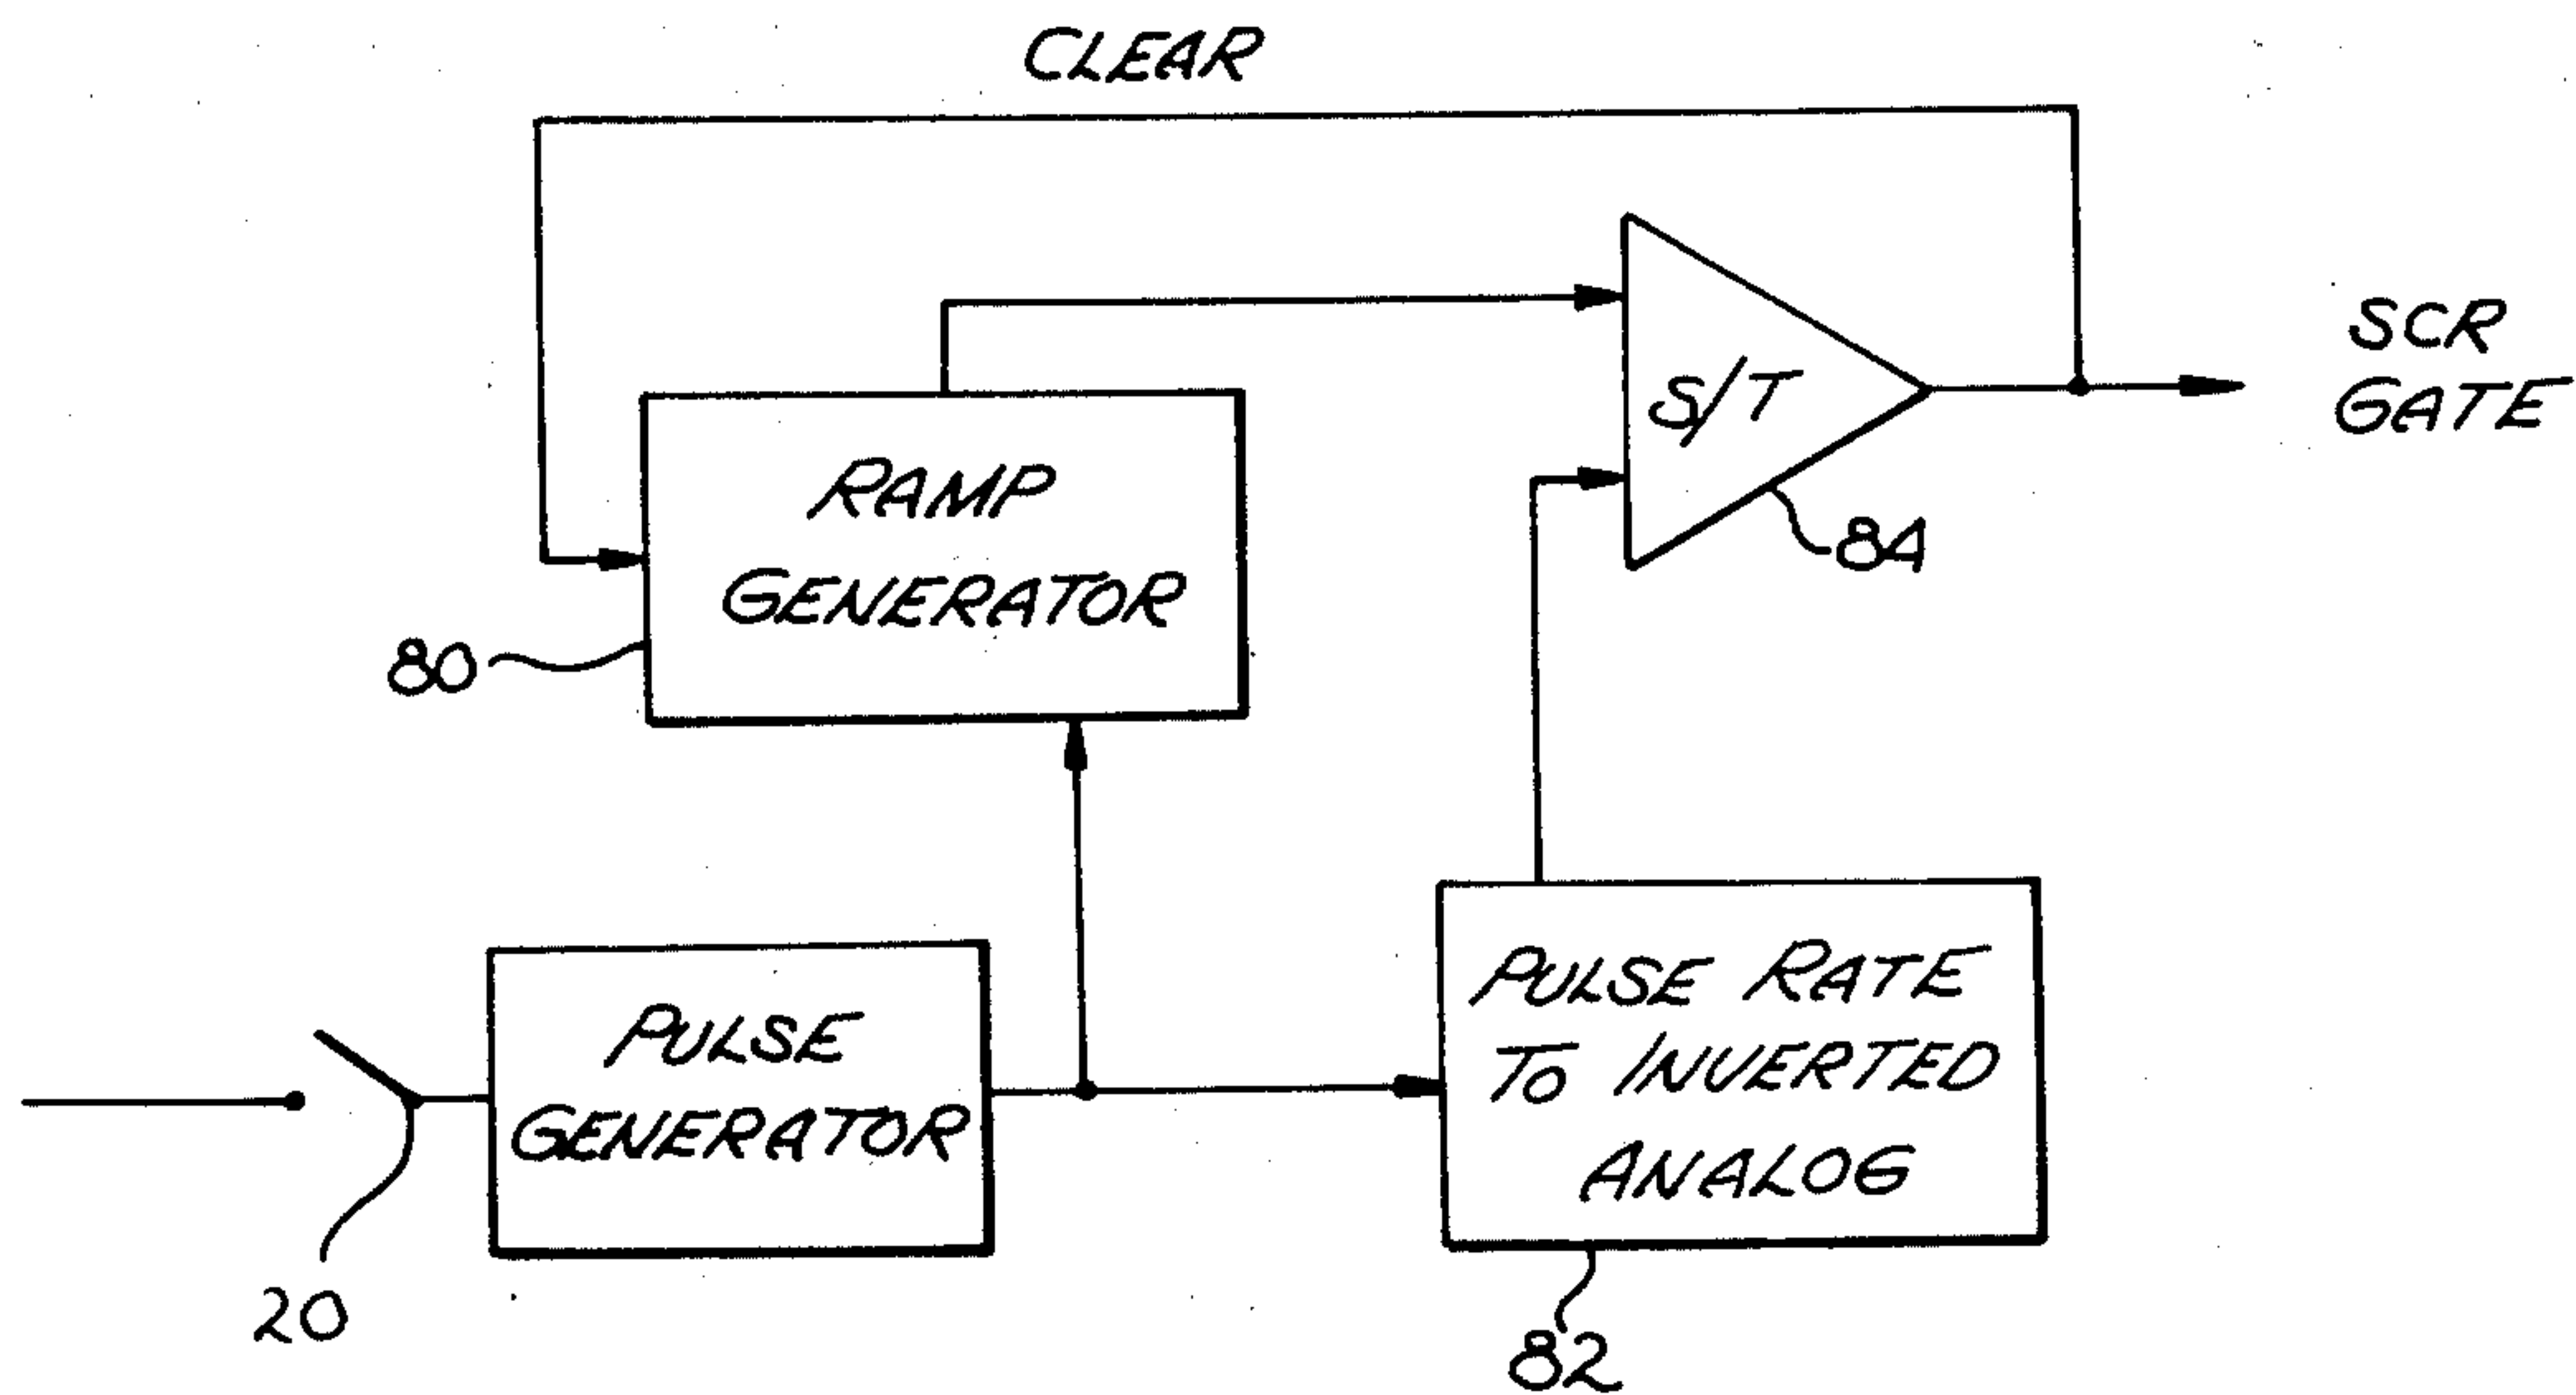 CLEAR
S/T
SCR
GATE
84
RAMP
GENERATOR
80
PULSE
GENERATOR
20
PULSE RATE
TO INVERTED
ANALOG
82